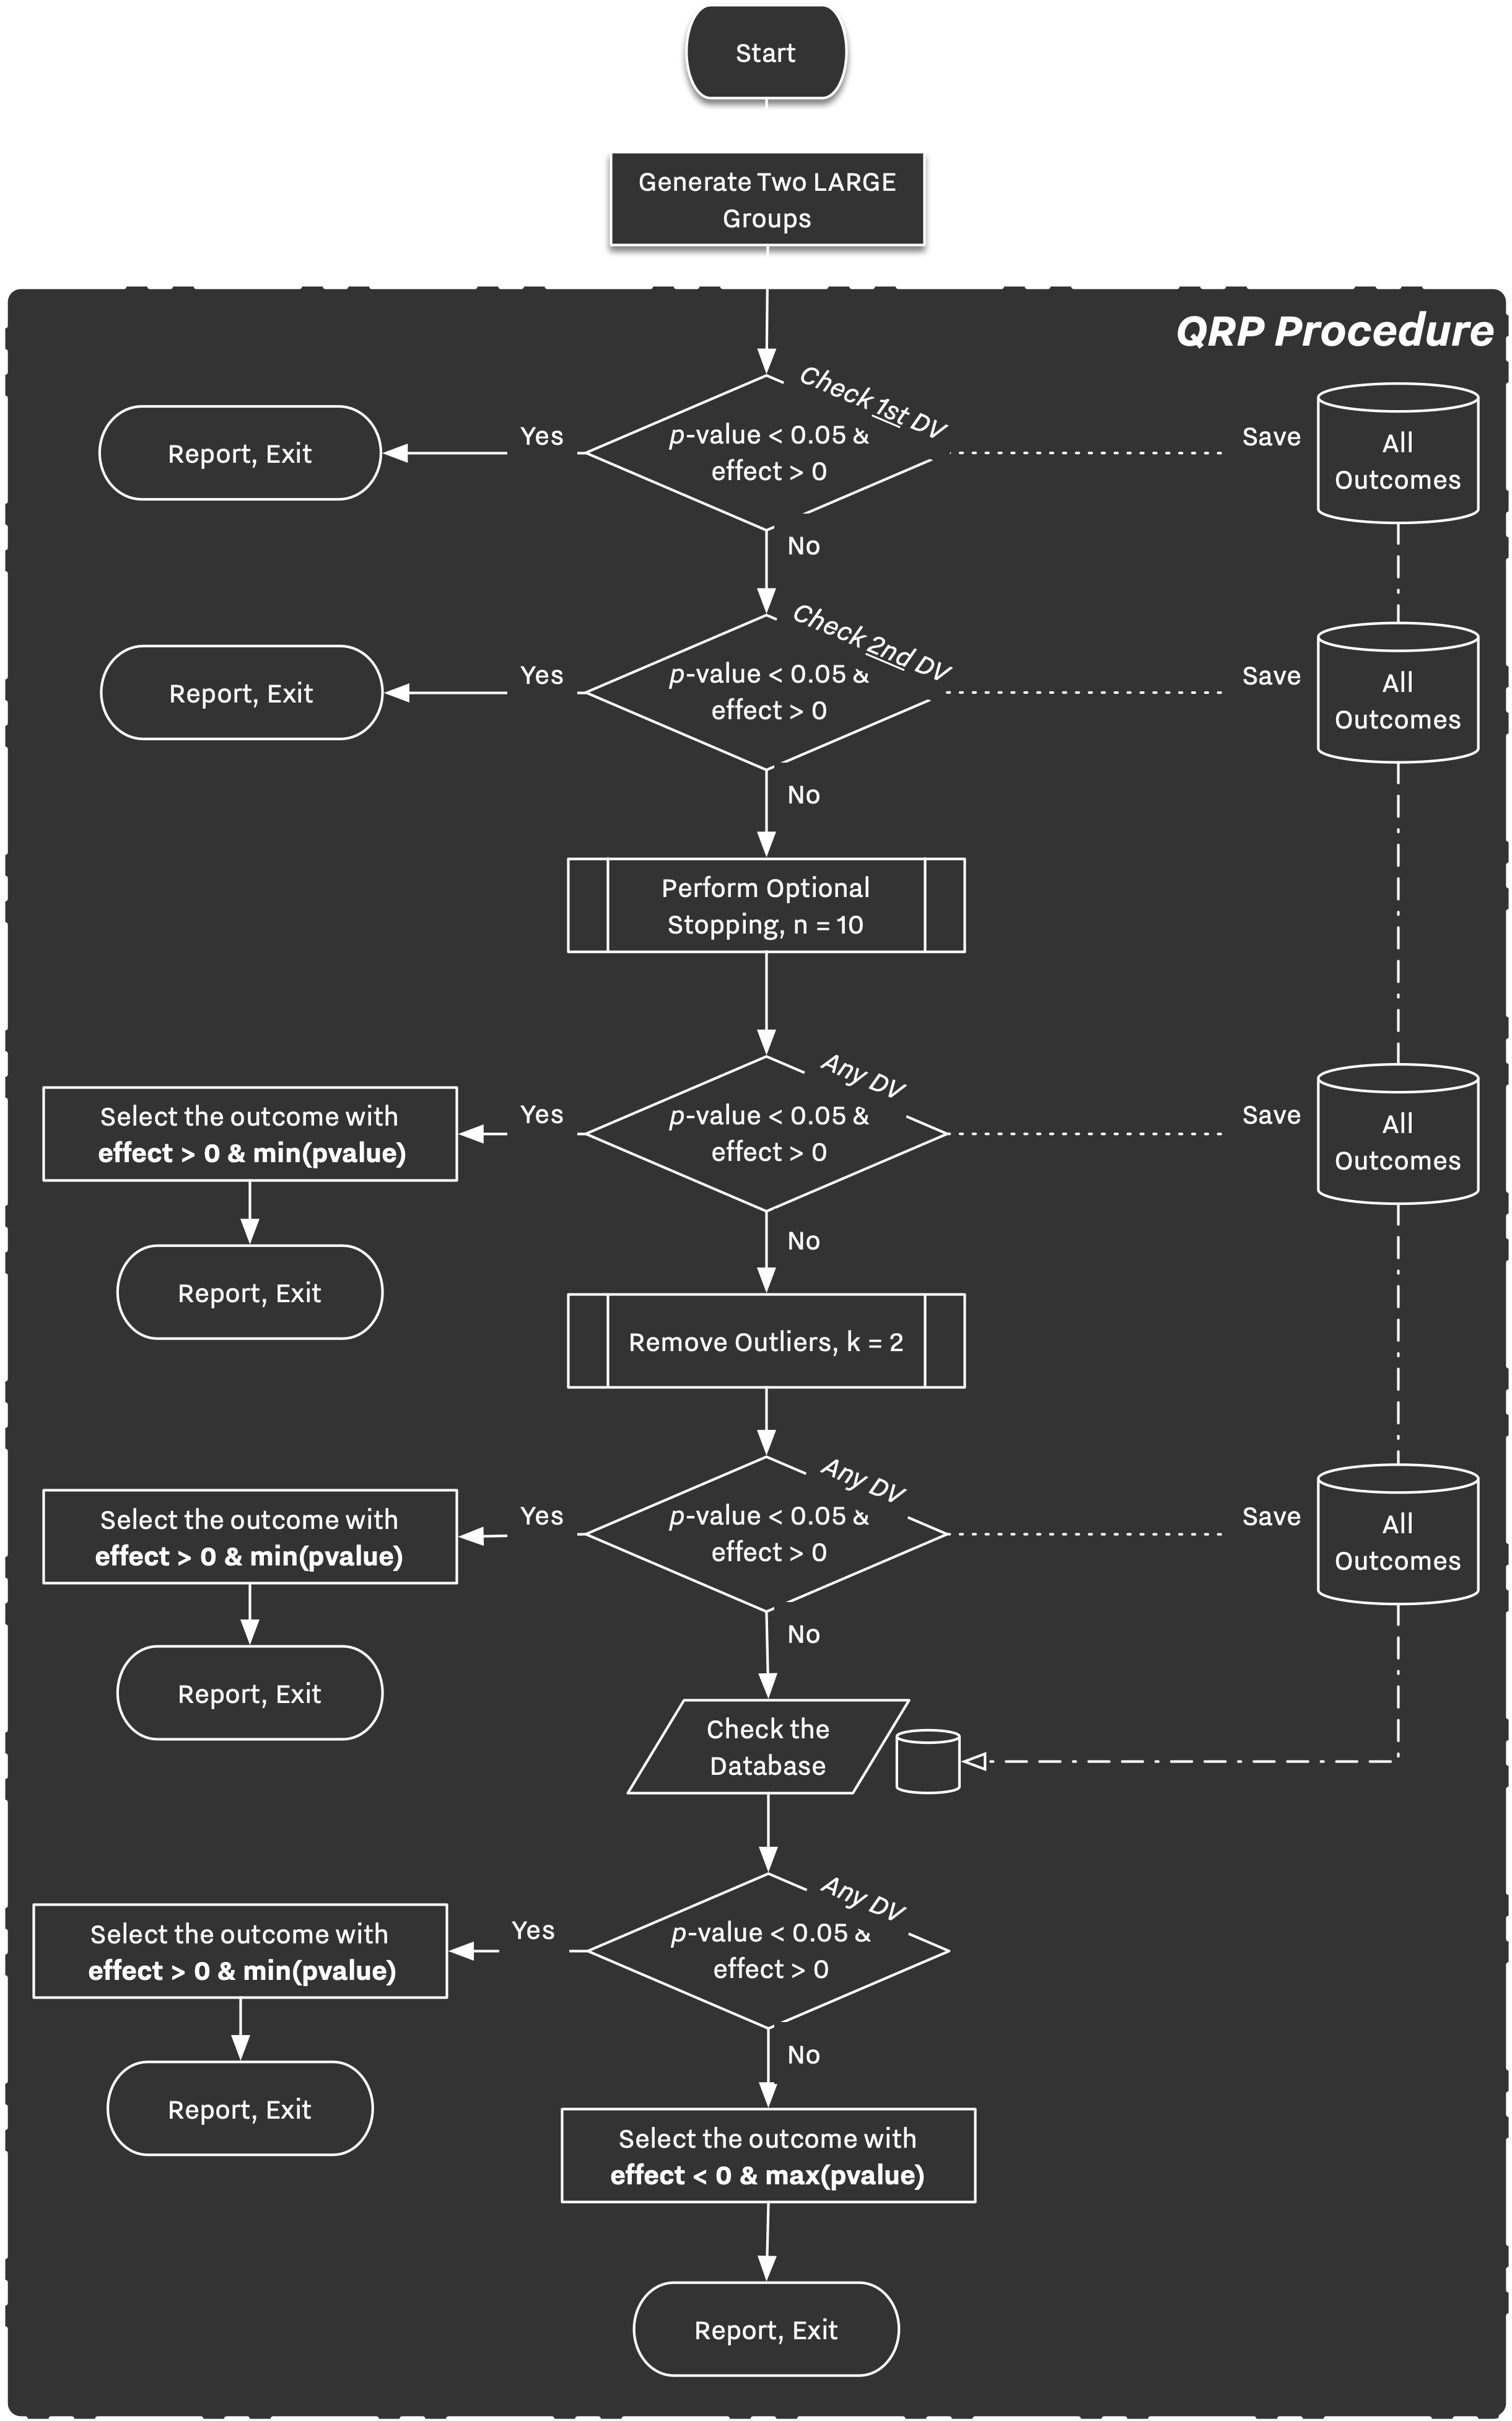 Start
Generate Two LARGE
Groups
QRP Procedure
Check 1st DV
p-value < 0.05 &
effect > 0
Yes
Report, Exit
Save
All
Outcomes
No
Check 2nd DV
p-value < 0.05 &
effect > 0
Yes
Report, Exit
Save
All
Outcomes
No
Perform Optional
Stopping, n = 10
Any DV
p-value < 0.05 &
effect > 0
Yes
Select the outcome with
effect > 0 & min(pvalue)
Report, Exit
Save
All
Outcomes
No
Remove Outliers, k = 2
Any DV
p-value < 0.05 &
effect > 0
Yes
Select the outcome with
effect > 0 & min(pvalue)
Report, Exit
Save
All
Outcomes
No
Check the
Database
Any DV
p-value < 0.05 &
effect > 0
Yes
Select the outcome with
effect > 0 & min(pvalue)
Report, Exit
No
Select the outcome with
effect < 0 & max(pvalue)
Report, Exit